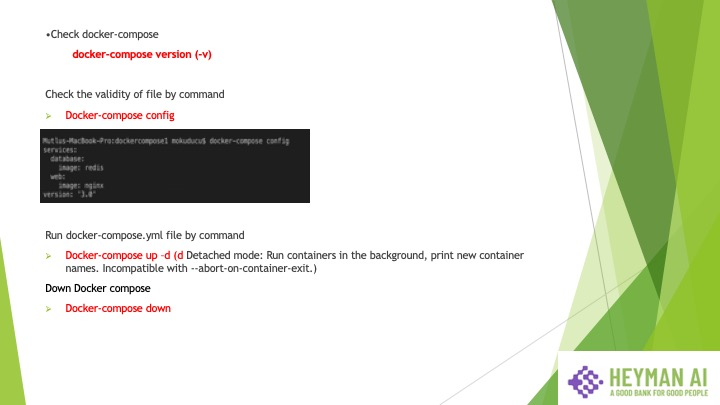 •Check docker-compose
docker-compose version (-v)
Check the validity of file by command
Docker-compose config
Mutlus-MacBook-Pro:dockercompose1 mokuducu$ docker-compose config
services:
  database:
    image: redis
  web:
    image: nginx
version: "3.0"
Run docker-compose.yml file by command
Docker-compose up -d (d Detached mode: Run containers in the background, print new container
names. Incompatible with --abort-on-container-exit.)
Down Docker compose
Docker-compose down
HEYMAN AI
A GOOD BANK FOR GOOD PEOPLE